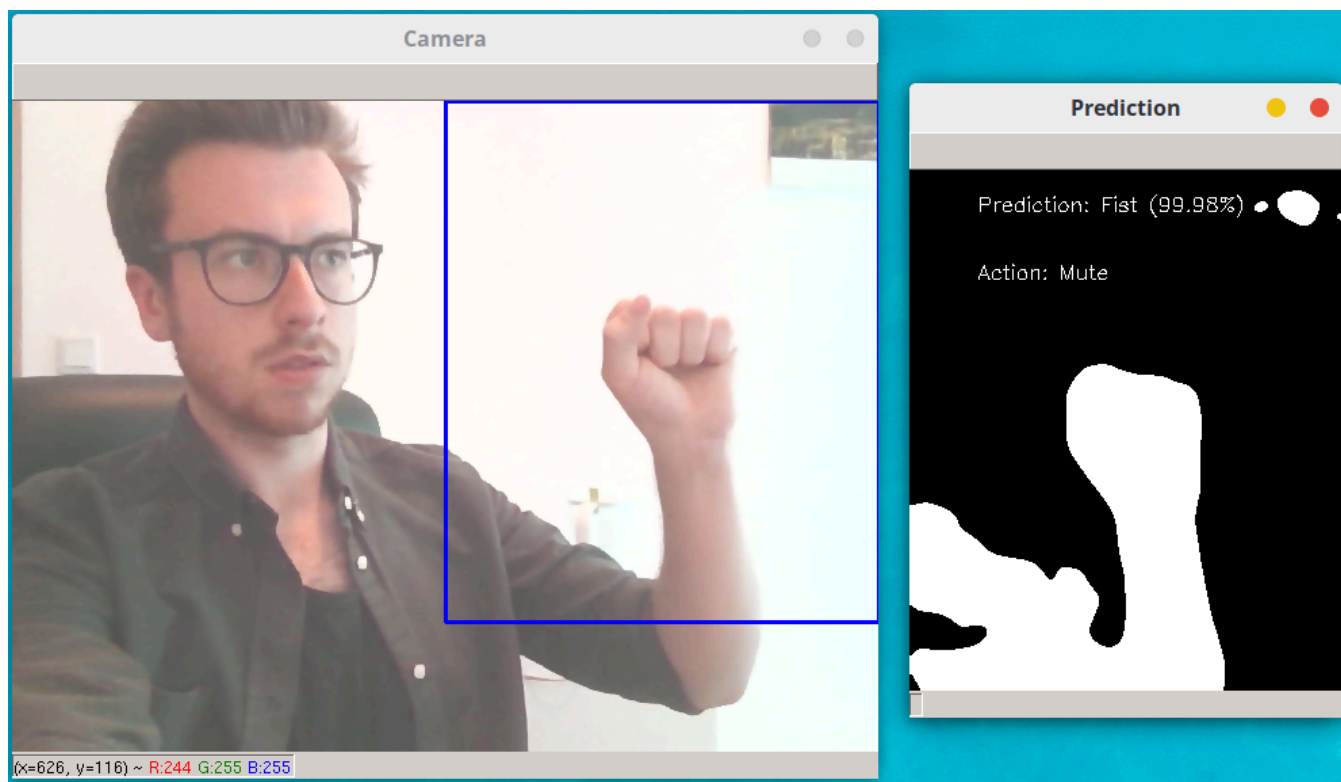 Camera
Prediction
Prediction: Fist (99.98%)
Action: Mute
(x=626, y=116) ~ R:244 G:255 B:255